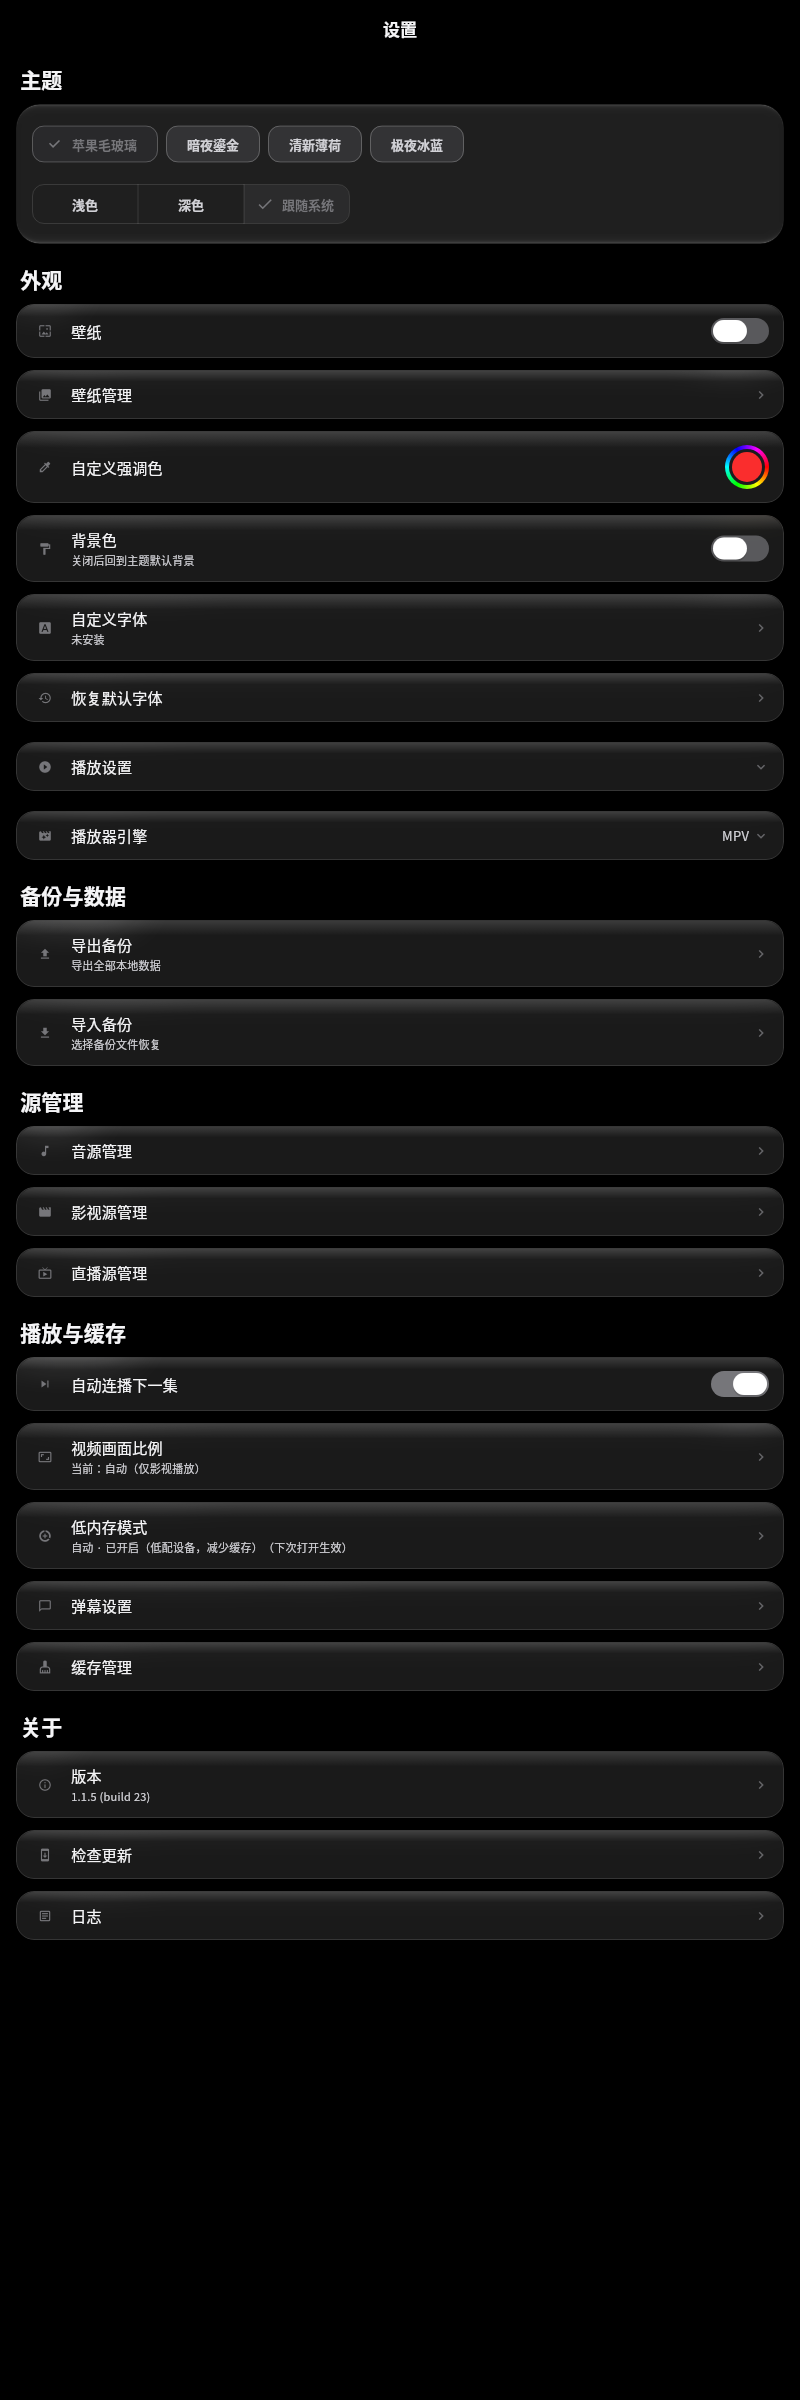 设置
主题
苹果毛玻璃
暗夜鎏金
清新薄荷
极夜冰蓝
浅色
深色
跟随系统
外观
壁纸
壁纸管理
自定义强调色
背景色
关闭后回到主题默认背景
自定义字体
未安装
恢复默认字体
播放设置
播放器引擎
MPV
备份与数据
导出备份
导出全部本地数据
导入备份
选择备份文件恢复
源管理
音源管理
影视源管理
直播源管理
播放与缓存
自动连播下一集
视频画面比例
当前：自动（仅影视播放）
低内存模式
自动 · 已开启（低配设备，减少缓存）（下次打开生效）
弹幕设置
缓存管理
关于
版本
1.1.5 (build 23)
检查更新
日志